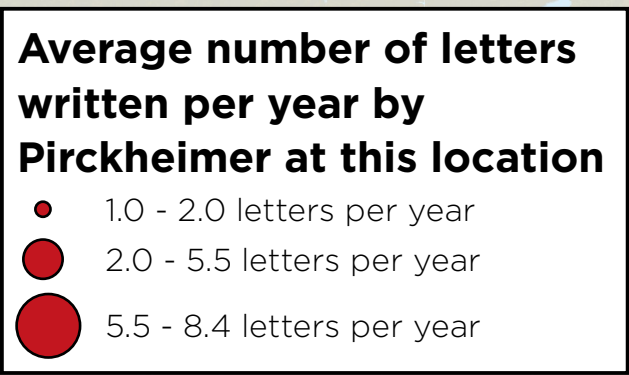 Average number of letters
written per year by
Pirckheimer at this location
1.0 - 2.0 letters per year
2.0 - 5.5 letters per year
5.5 - 8.4 letters per year